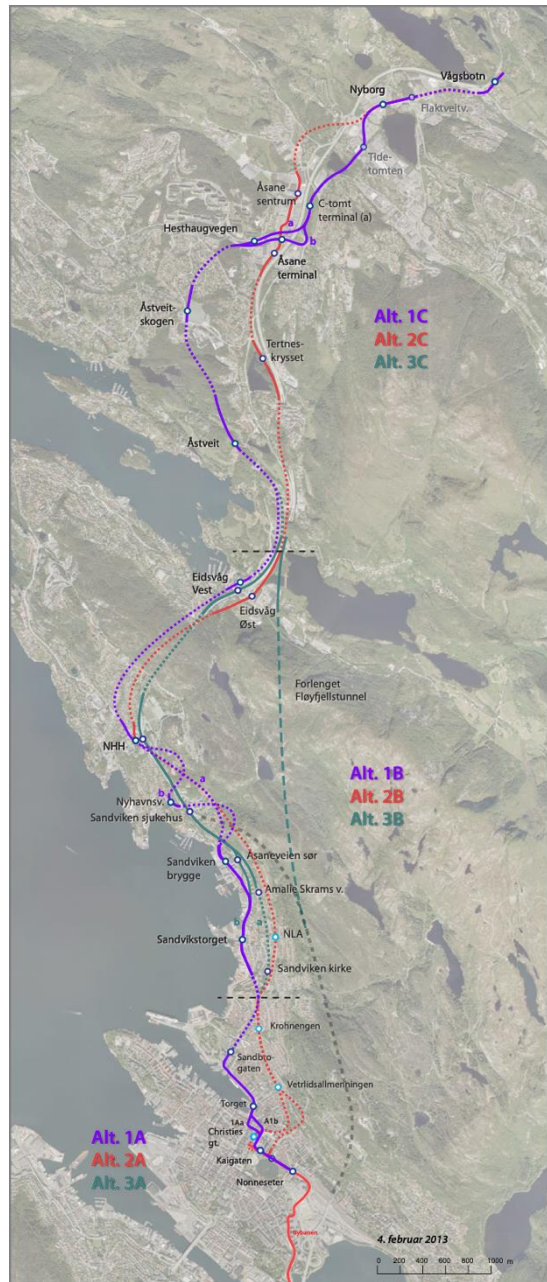 Vågsbotn
Nyborg
Flaktveitv.
Tide-
tomten
Åsane
sentrum
C-tomt
terminal (a)
Hesthaugvegen
a
b
Åsane
terminal
Åstveit-
skogen
Alt. 1C
Alt. 2C
Alt. 3C
Tertnes-
krysset
Åstveit
Eidsvåg
Vest
Eidsvåg
Øst
Forlenget
Fløyfjellstunnel
NHH
a
b
Alt. 1B
Alt. 2B
Alt. 3B
Nyhavnsv.
Sandviken sjukehus
Åsaneveien sør
Sandviken
brygge
Amalie Skrams v.
b
a
NLA
Sandvikstorget
Sandviken kirke
Krohnengen
Sandbro-
gaten
Vetrlidsallmenningen
Torget
1Aa
A1b
Christies
gt.
Alt. 1A
Alt. 2A
Alt. 3A
Kaigaten
Nonneseter
Bybanen
4. februar 2013
0 200 400 600 1000 m